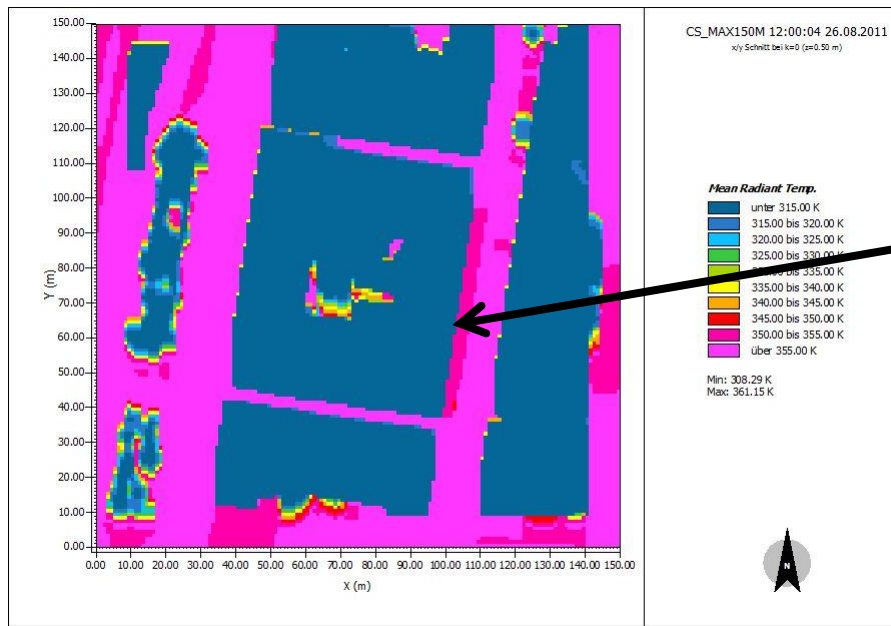 CS_MAX150M 12:00:04 26.08.2011
x/y Schnitt bei k=0 (z=0.50 m)
150.00
140.00
130.00
120.00
110.00
100.00
90.00
80.00
70.00
60.00
50.00
40.00
30.00
20.00
10.00
0.00
Y (m)
0.00 10.00 20.00 30.00 40.00 50.00 60.00 70.00 80.00 90.00 100.00 110.00 120.00 130.00 140.00 150.00
X (m)
Mean Radiant Temp.
unter 315.00 K
315.00 bis 320.00 K
320.00 bis 325.00 K
325.00 bis 330.00 K
bis 335.00 K
335.00 bis 340.00 K
340.00 bis 345.00 K
345.00 bis 350.00 K
350.00 bis 355.00 K
über 355.00 K
Min: 308.29 K
Max: 361.15 K
N